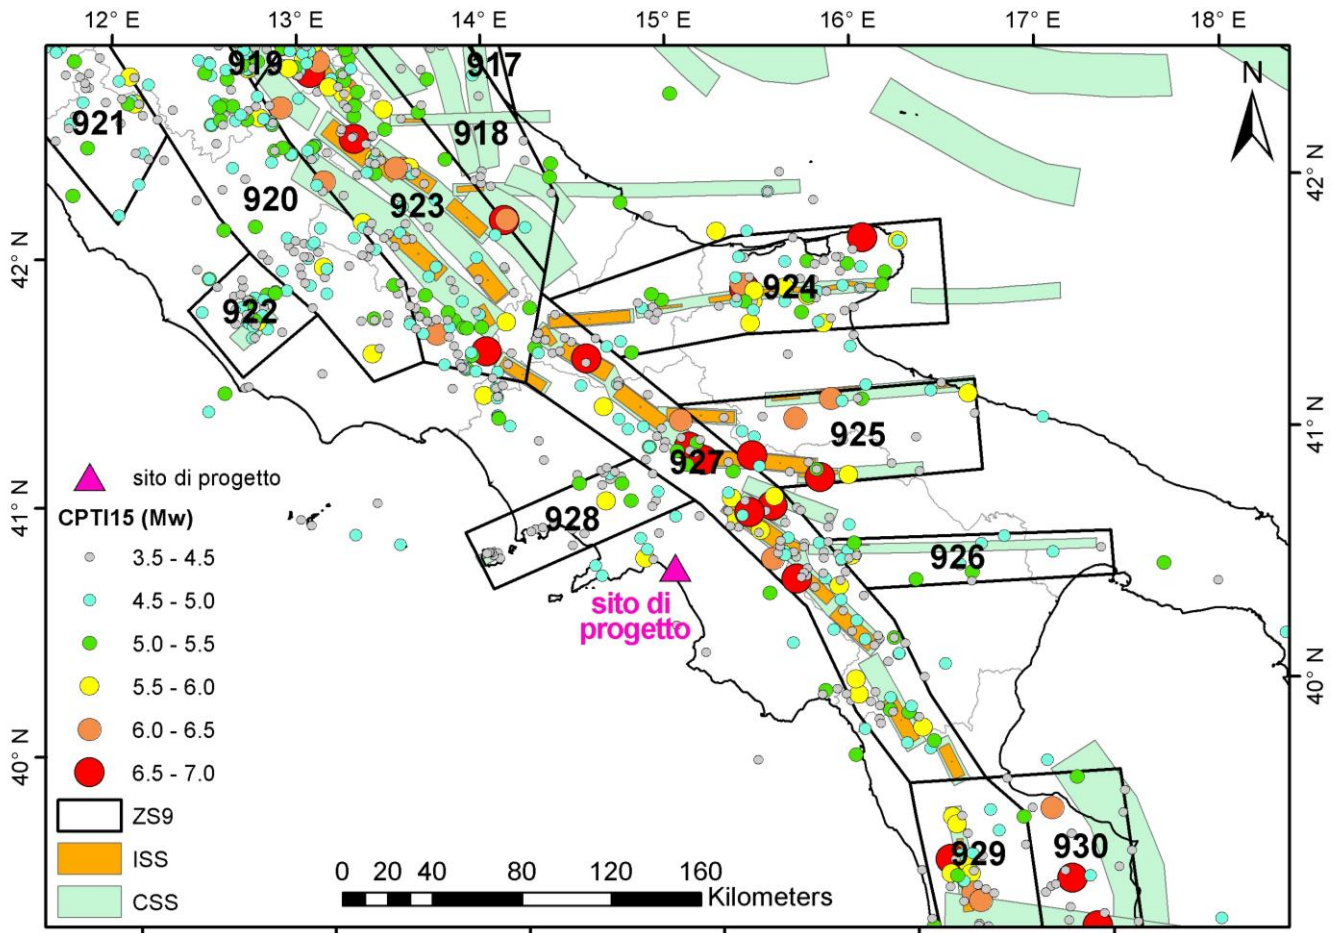 12° E 13° E 14° E 15° E 16° E 17° E 18° E
919
917
N
921
918
42° N
920
923
42° N
924
922
41° N
925
sito di progetto
927
CPTI15 (Mw)
41° N
928
3.5 - 4.5
926
4.5 - 5.0
sito di
progetto
5.0 - 5.5
40° N
5.5 - 6.0
6.0 - 6.5
40° N
6.5 - 7.0
ZS9
929
930
ISS
0 20 40 80 120 160
Kilometers
CSS